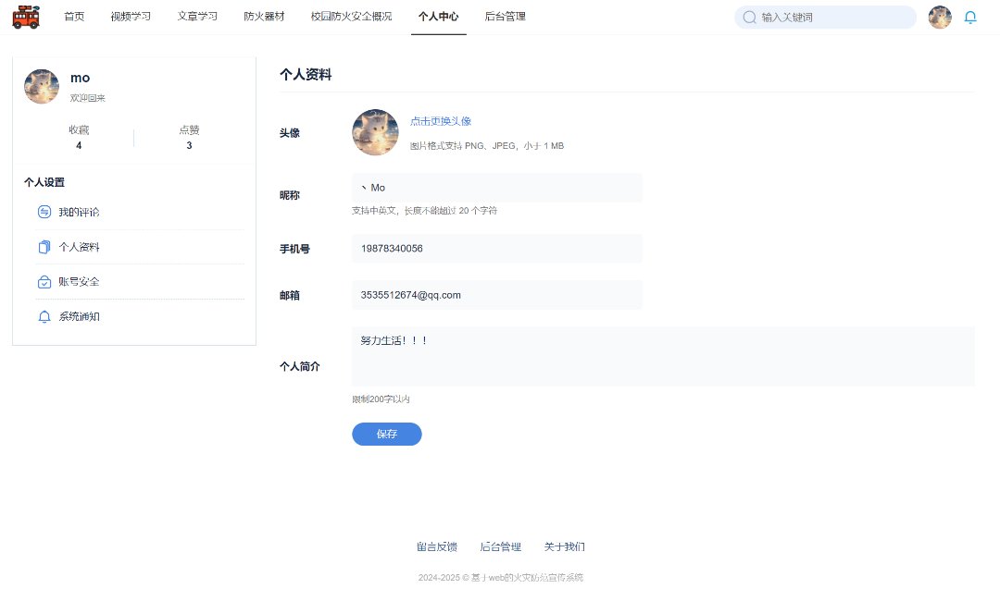 首页 视频学习 文章学习 防火器材 校园防火安全概况 个人中心 后台管理 输入关键词
mo
欢迎回来
收藏 点赞
4 3
个人设置
我的评论
个人资料
账号安全
系统通知
个人资料
头像
点击更换头像
图片格式支持 PNG、JPEG，小于 1 MB
昵称
丶Mo
支持中英文，长度不能超过 20 个字符
手机号
19878340056
邮箱
3535512674@qq.com
个人简介
努力生活！！！
限制200字以内
保存
留言反馈 后台管理 关于我们
2024-2025 © 基于web的火灾防范宣传系统